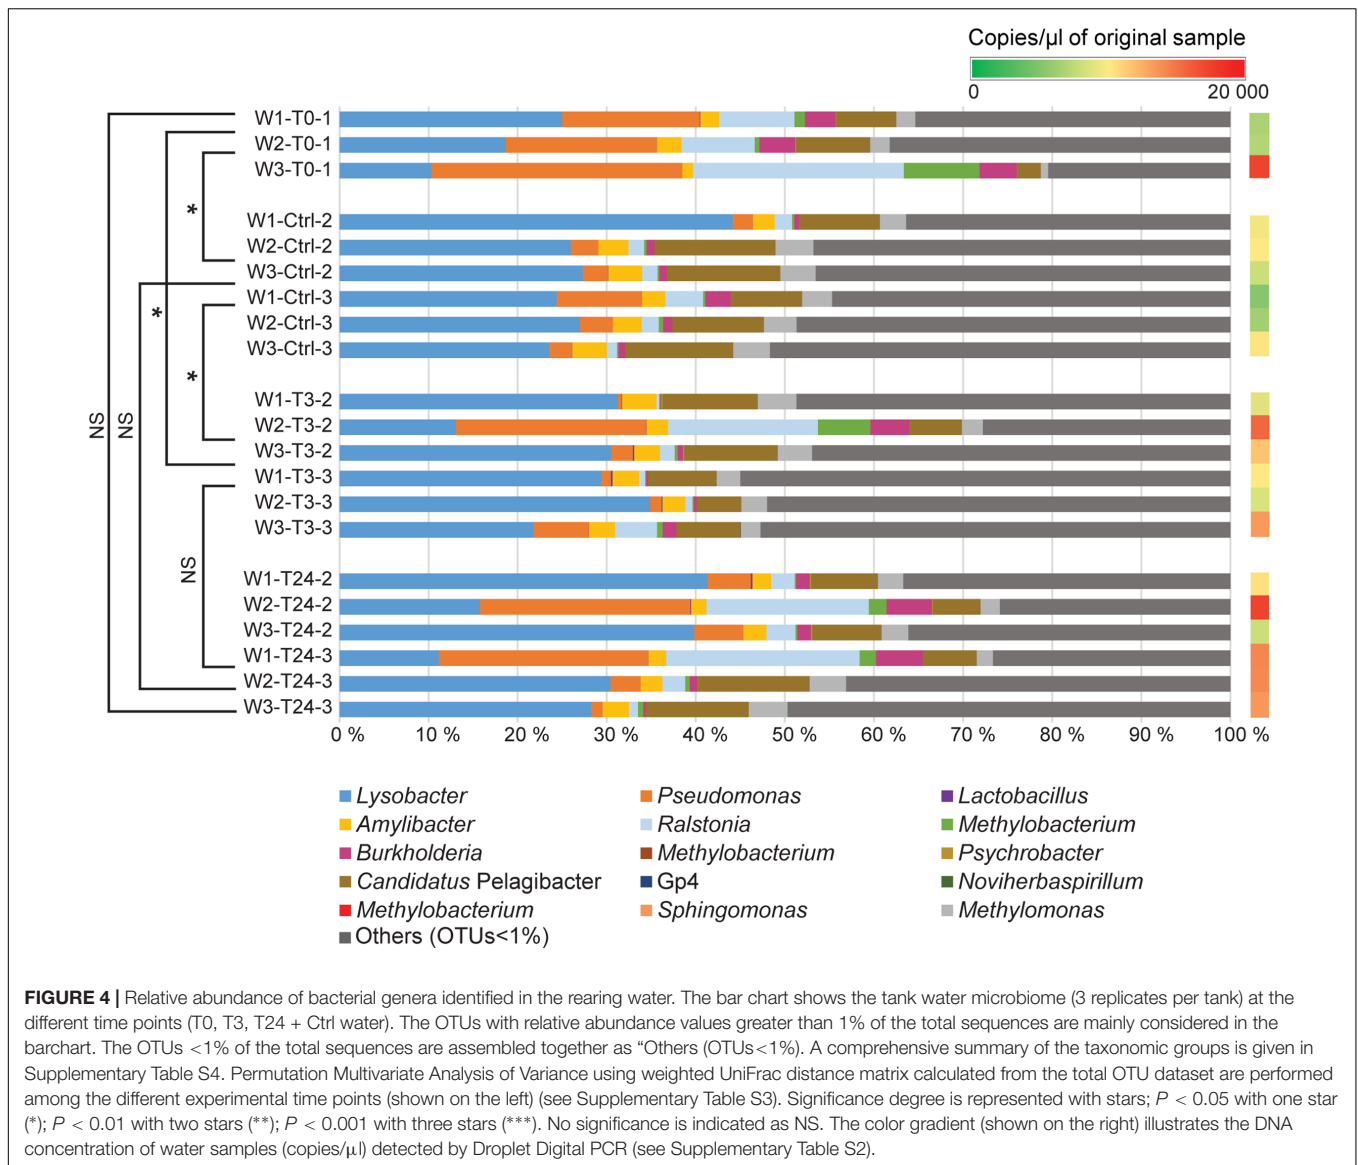 Copies/µl of original sample
0 20 000
W1-T0-1
W2-T0-1
W3-T0-1
*
W1-Ctrl-2
W2-Ctrl-2
W3-Ctrl-2
W1-Ctrl-3
*
W2-Ctrl-3
W3-Ctrl-3
*
W1-T3-2
NS
NS
W2-T3-2
W3-T3-2
W1-T3-3
W2-T3-3
W3-T3-3
NS
W1-T24-2
W2-T24-2
W3-T24-2
W1-T24-3
W2-T24-3
W3-T24-3
0 % 10 % 20 % 30 % 40 % 50 % 60 % 70 % 80 % 90 % 100 %
Lysobacter Pseudomonas Lactobacillus
Amylibacter Ralstonia Methylobacterium
Burkholderia Methylobacterium Psychrobacter
Candidatus Pelagibacter Gp4 Noviherbaspirillum
Methylobacterium Sphingomonas Methylomonas
Others (OTUs<1%)
FIGURE 4 | Relative abundance of bacterial genera identified in the rearing water. The bar chart shows the tank water microbiome (3 replicates per tank) at the
different time points (T0, T3, T24 + Ctrl water). The OTUs with relative abundance values greater than 1% of the total sequences are mainly considered in the
barchart. The OTUs <1% of the total sequences are assembled together as “Others (OTUs<1%). A comprehensive summary of the taxonomic groups is given in
Supplementary Table S4. Permutation Multivariate Analysis of Variance using weighted UniFrac distance matrix calculated from the total OTU dataset are performed
among the different experimental time points (shown on the left) (see Supplementary Table S3). Significance degree is represented with stars; P < 0.05 with one star
(*); P < 0.01 with two stars (**); P < 0.001 with three stars (***). No significance is indicated as NS. The color gradient (shown on the right) illustrates the DNA
concentration of water samples (copies/µl) detected by Droplet Digital PCR (see Supplementary Table S2).